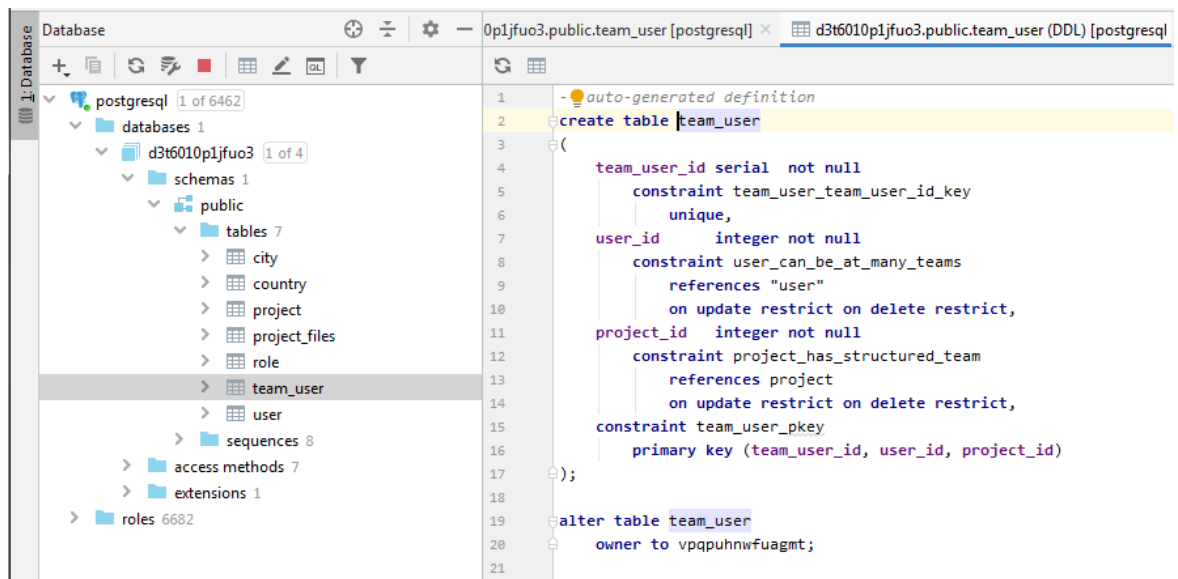 1: Database
Database
postgresql 1 of 6462
databases 1
d3t6010p1jfuo3 1 of 4
schemas 1
public
tables 7
city
country
project
project_files
role
team_user
user
sequences 8
access methods 7
extensions 1
roles 6682
0p1jfuo3.public.team_user [postgresql]
d3t6010p1jfuo3.public.team_user (DDL) [postgresql
QL
1 - auto-generated definition
2 create table team_user
3 (
4 team_user_id serial not null
5 constraint team_user_team_user_id_key
6 unique,
7 user_id integer not null
8 constraint user_can_be_at_many_teams
9 references "user"
10 on update restrict on delete restrict,
11 project_id integer not null
12 constraint project_has_structured_team
13 references project
14 on update restrict on delete restrict,
15 constraint team_user_pkey
16 primary key (team_user_id, user_id, project_id)
17 );
18
19 alter table team_user
20 owner to vpqpuhnwfuagmt;
21